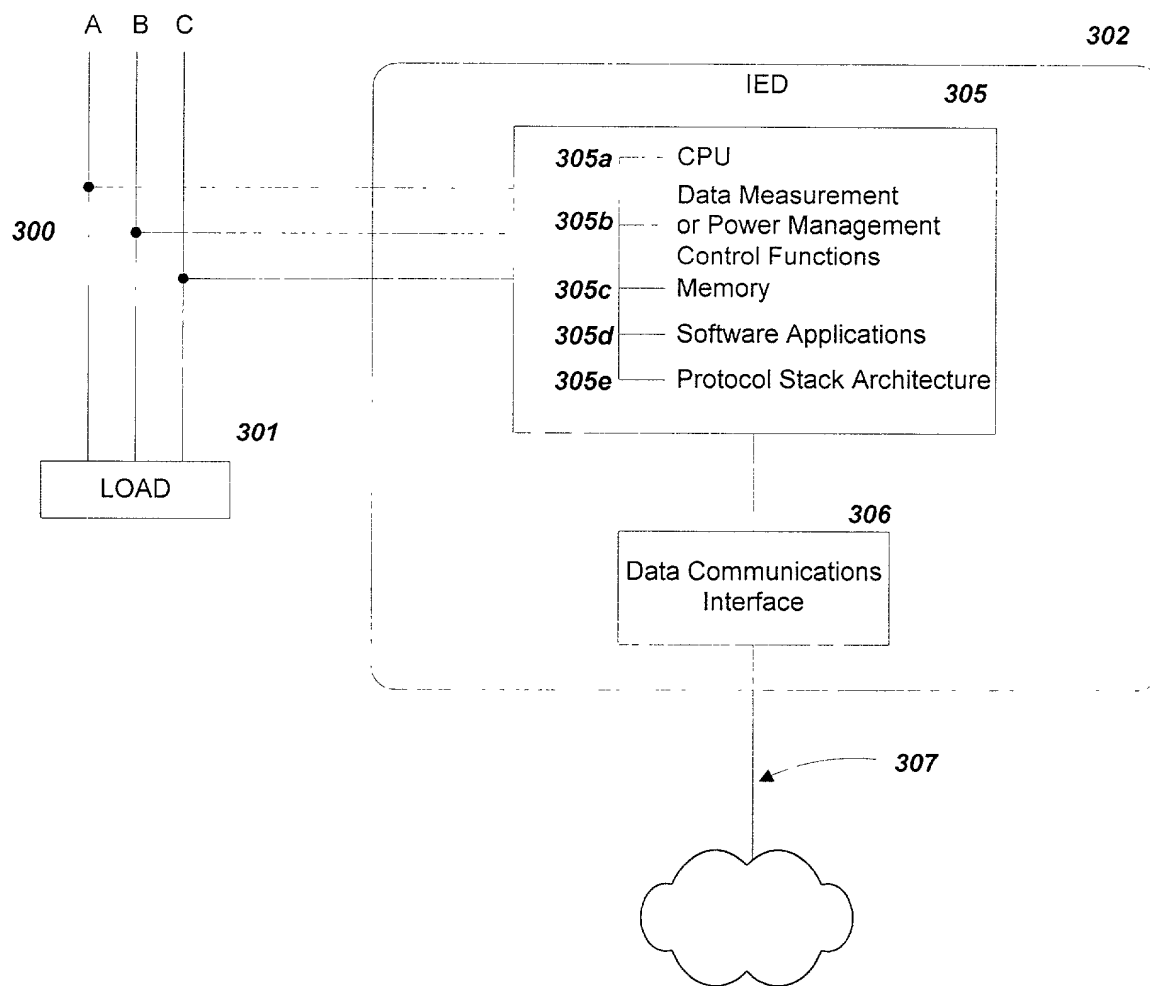 A B C
302
IED
305
305a CPU
300
305b Data Measurement
or Power Management
Control Functions
305c Memory
305d Software Applications
305e Protocol Stack Architecture
301
LOAD
306
Data Communications
Interface
307